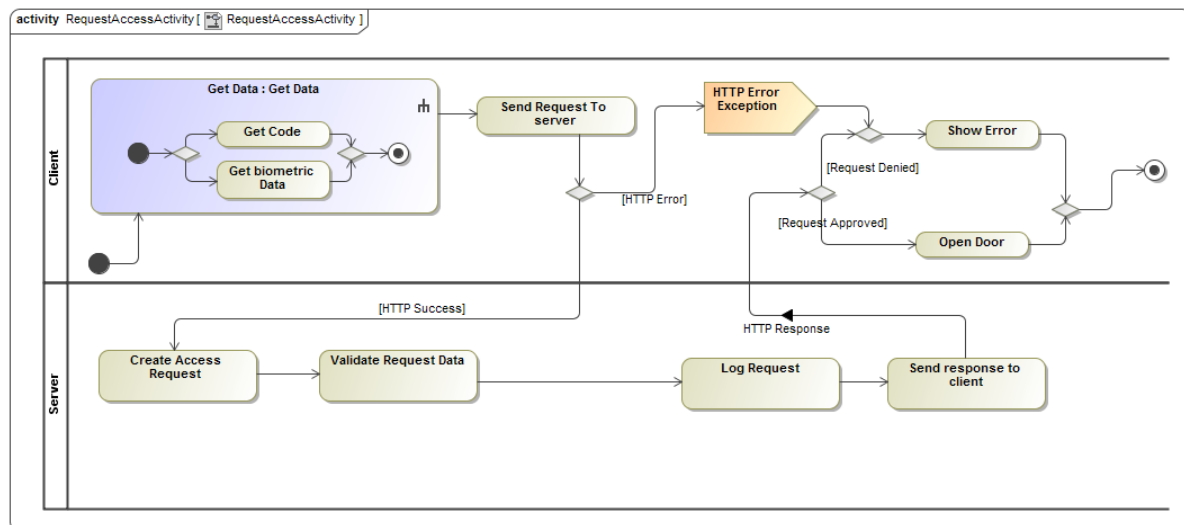 activity RequestAccessActivity [ RequestAccessActivity ]
Client
Get Data : Get Data
Get Code
Get biometric
Data
Send Request To
server
[HTTP Error]
HTTP Error
Exception
Show Error
[Request Denied]
[Request Approved]
Open Door
Server
[HTTP Success]
HTTP Response
Create Access
Request
Validate Request Data
Log Request
Send response to
client